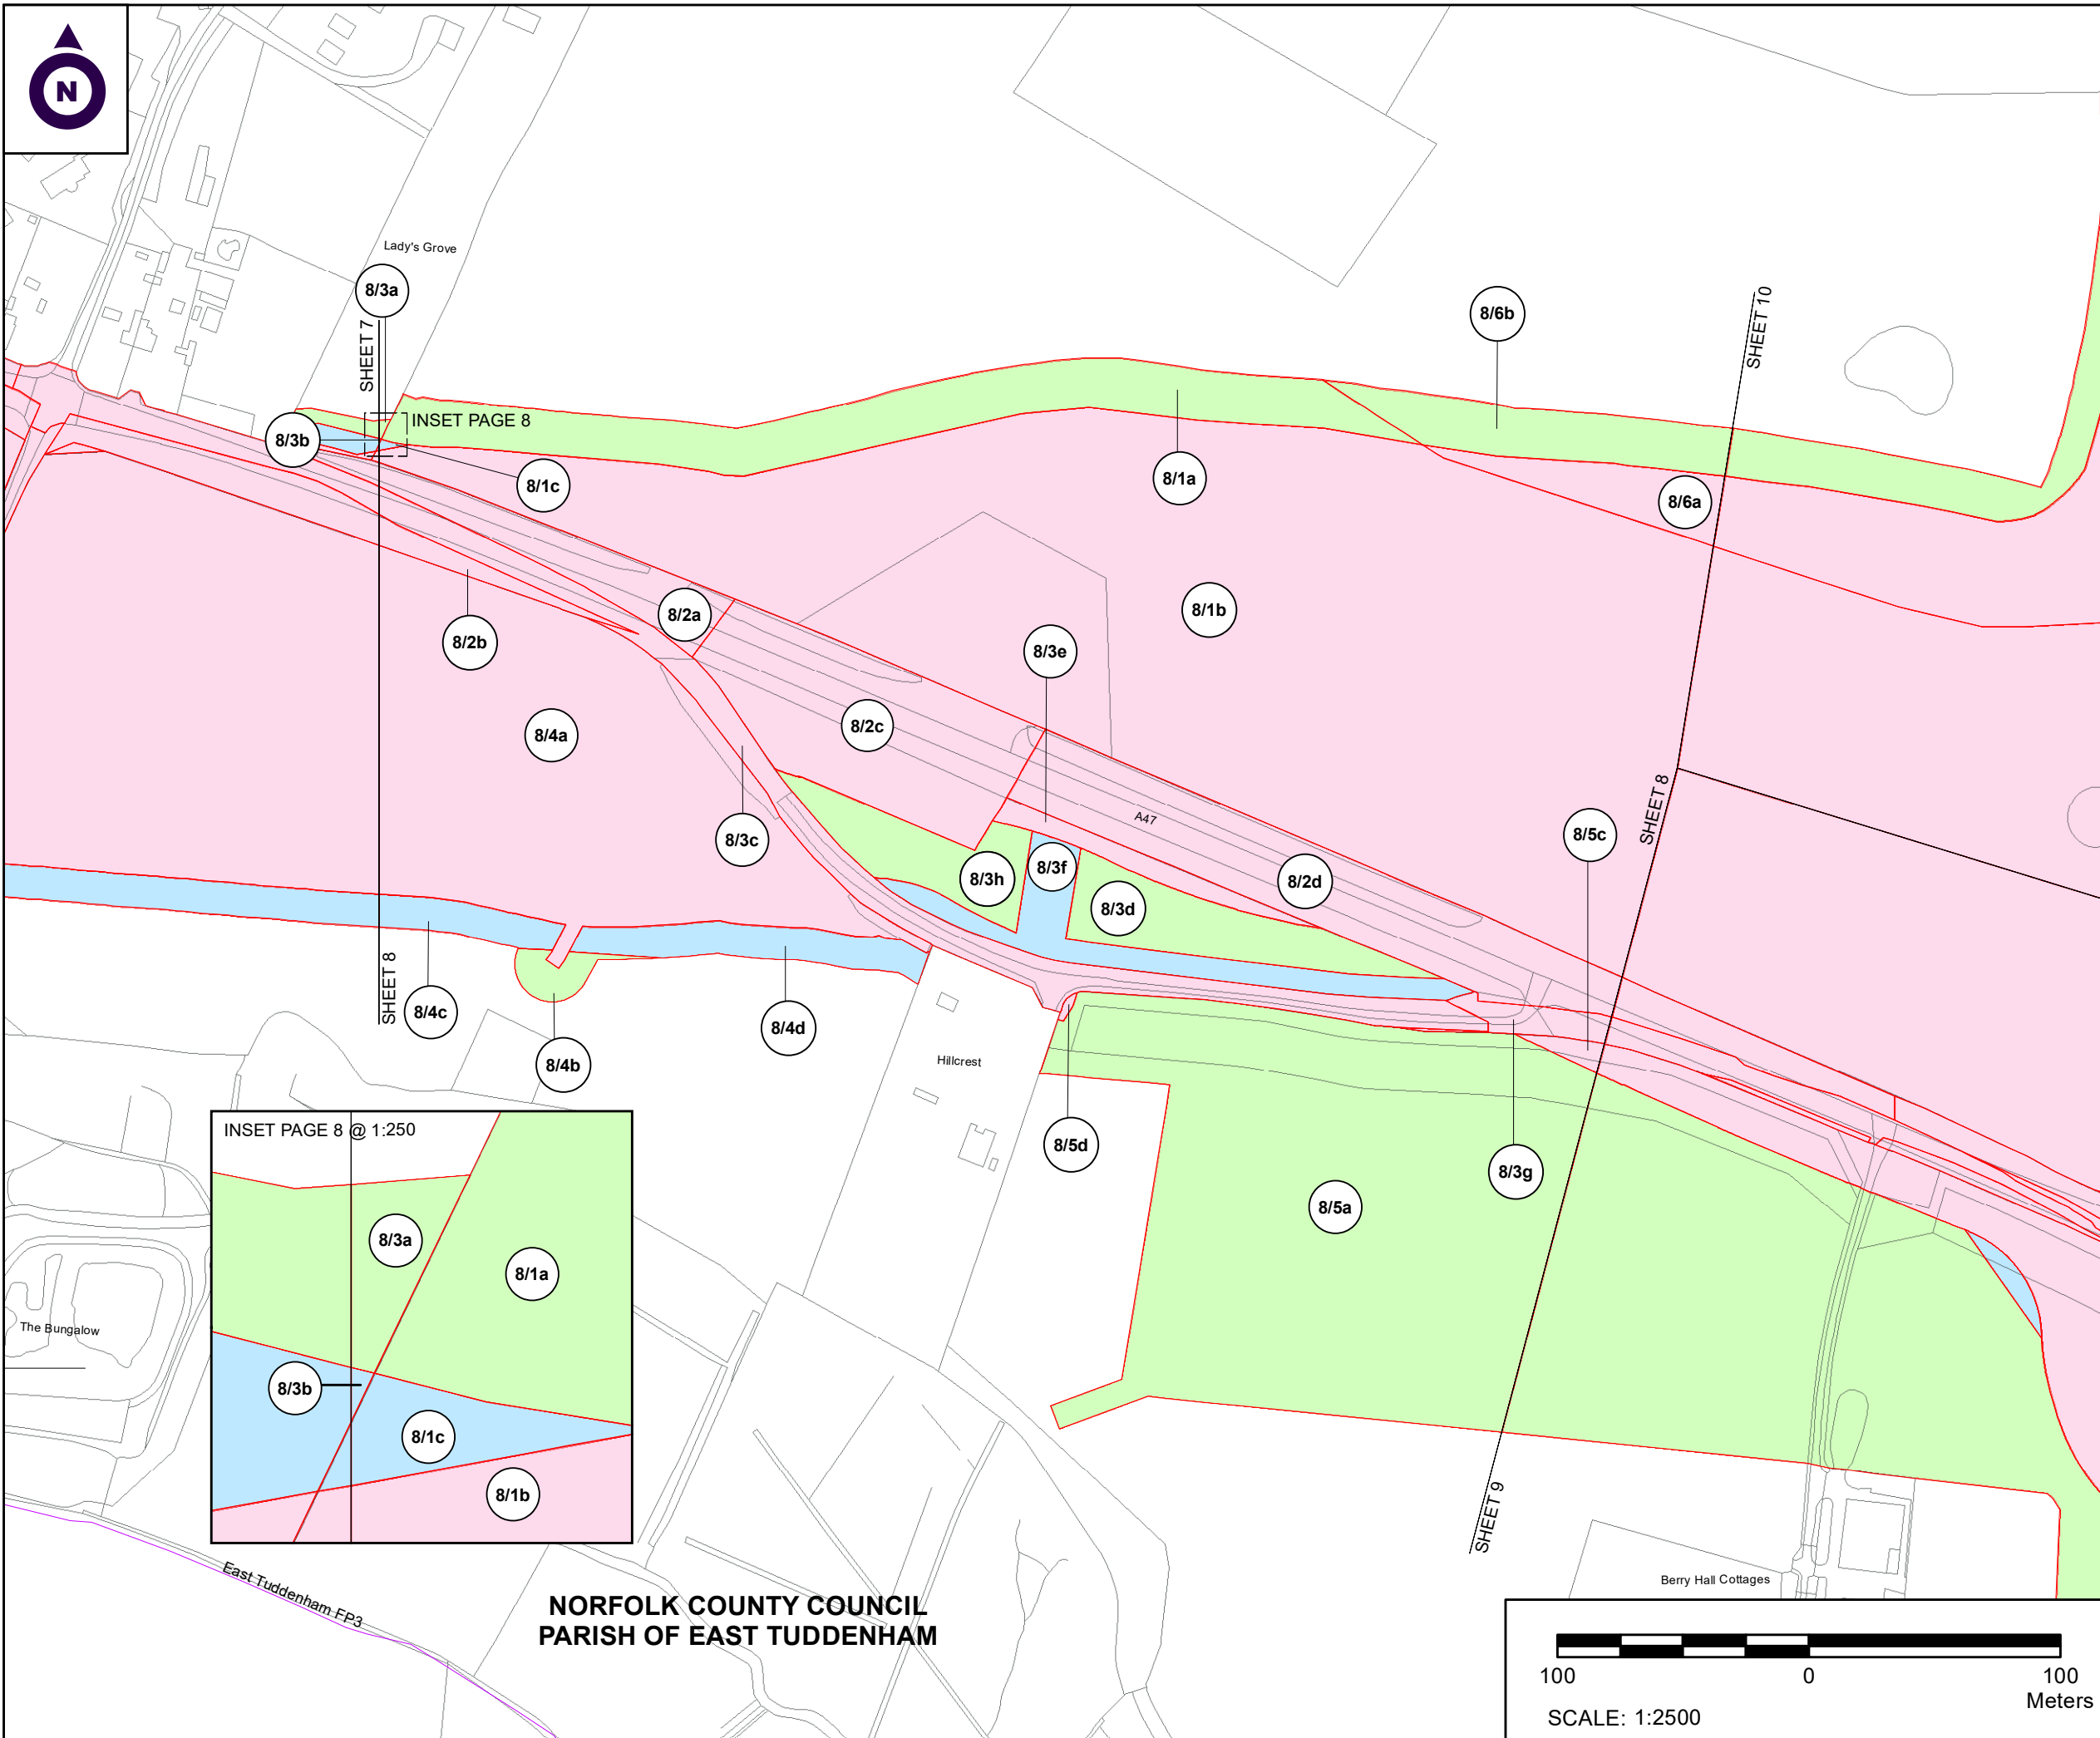 N
Lady's Grove
8/3a
SHEET 7
8/6b
SHEET 10
INSET PAGE 8
8/3b
8/1c
8/1a
8/6a
8/1b
8/2a
8/2b
8/3e
8/4a
8/2c
8/3c
A47
SHEET 8
8/5c
8/3h
8/3f
8/2d
8/3d
SHEET 8
8/4c
8/4d
8/4b
Hillcrest
8/5d
8/3g
8/5a
INSET PAGE 8 @ 1:250
8/3a
8/1a
8/3b
8/1c
8/1b
The Bungalow
SHEET 9
East Tuddenham FP3
Berry Hall Cottages
NORFOLK COUNTY COUNCIL
PARISH OF EAST TUDDENHAM
100 0 100
Meters
SCALE: 1:2500